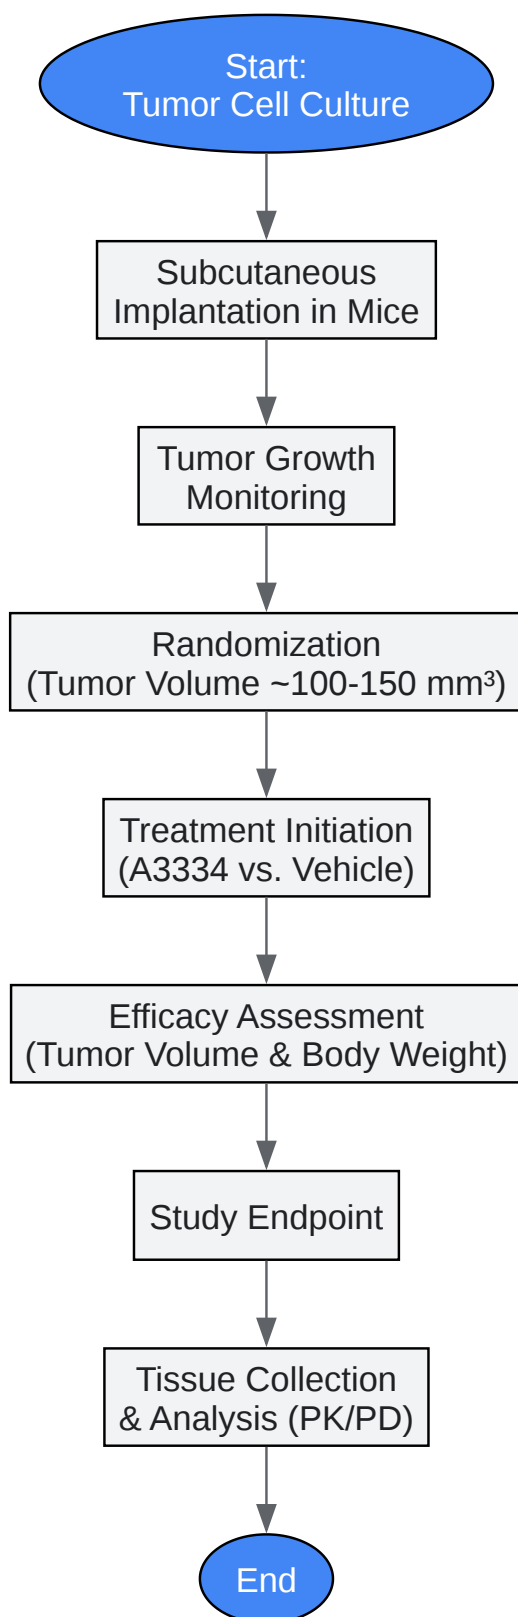 Start:
Tumor Cell Culture
Subcutaneous
Implantation in Mice
Tumor Growth
Monitoring
Randomization
(Tumor Volume ~100-150 mm³)
Treatment Initiation
(A3334 vs. Vehicle)
Efficacy Assessment
(Tumor Volume & Body Weight)
Study Endpoint
Tissue Collection
& Analysis (PK/PD)
End